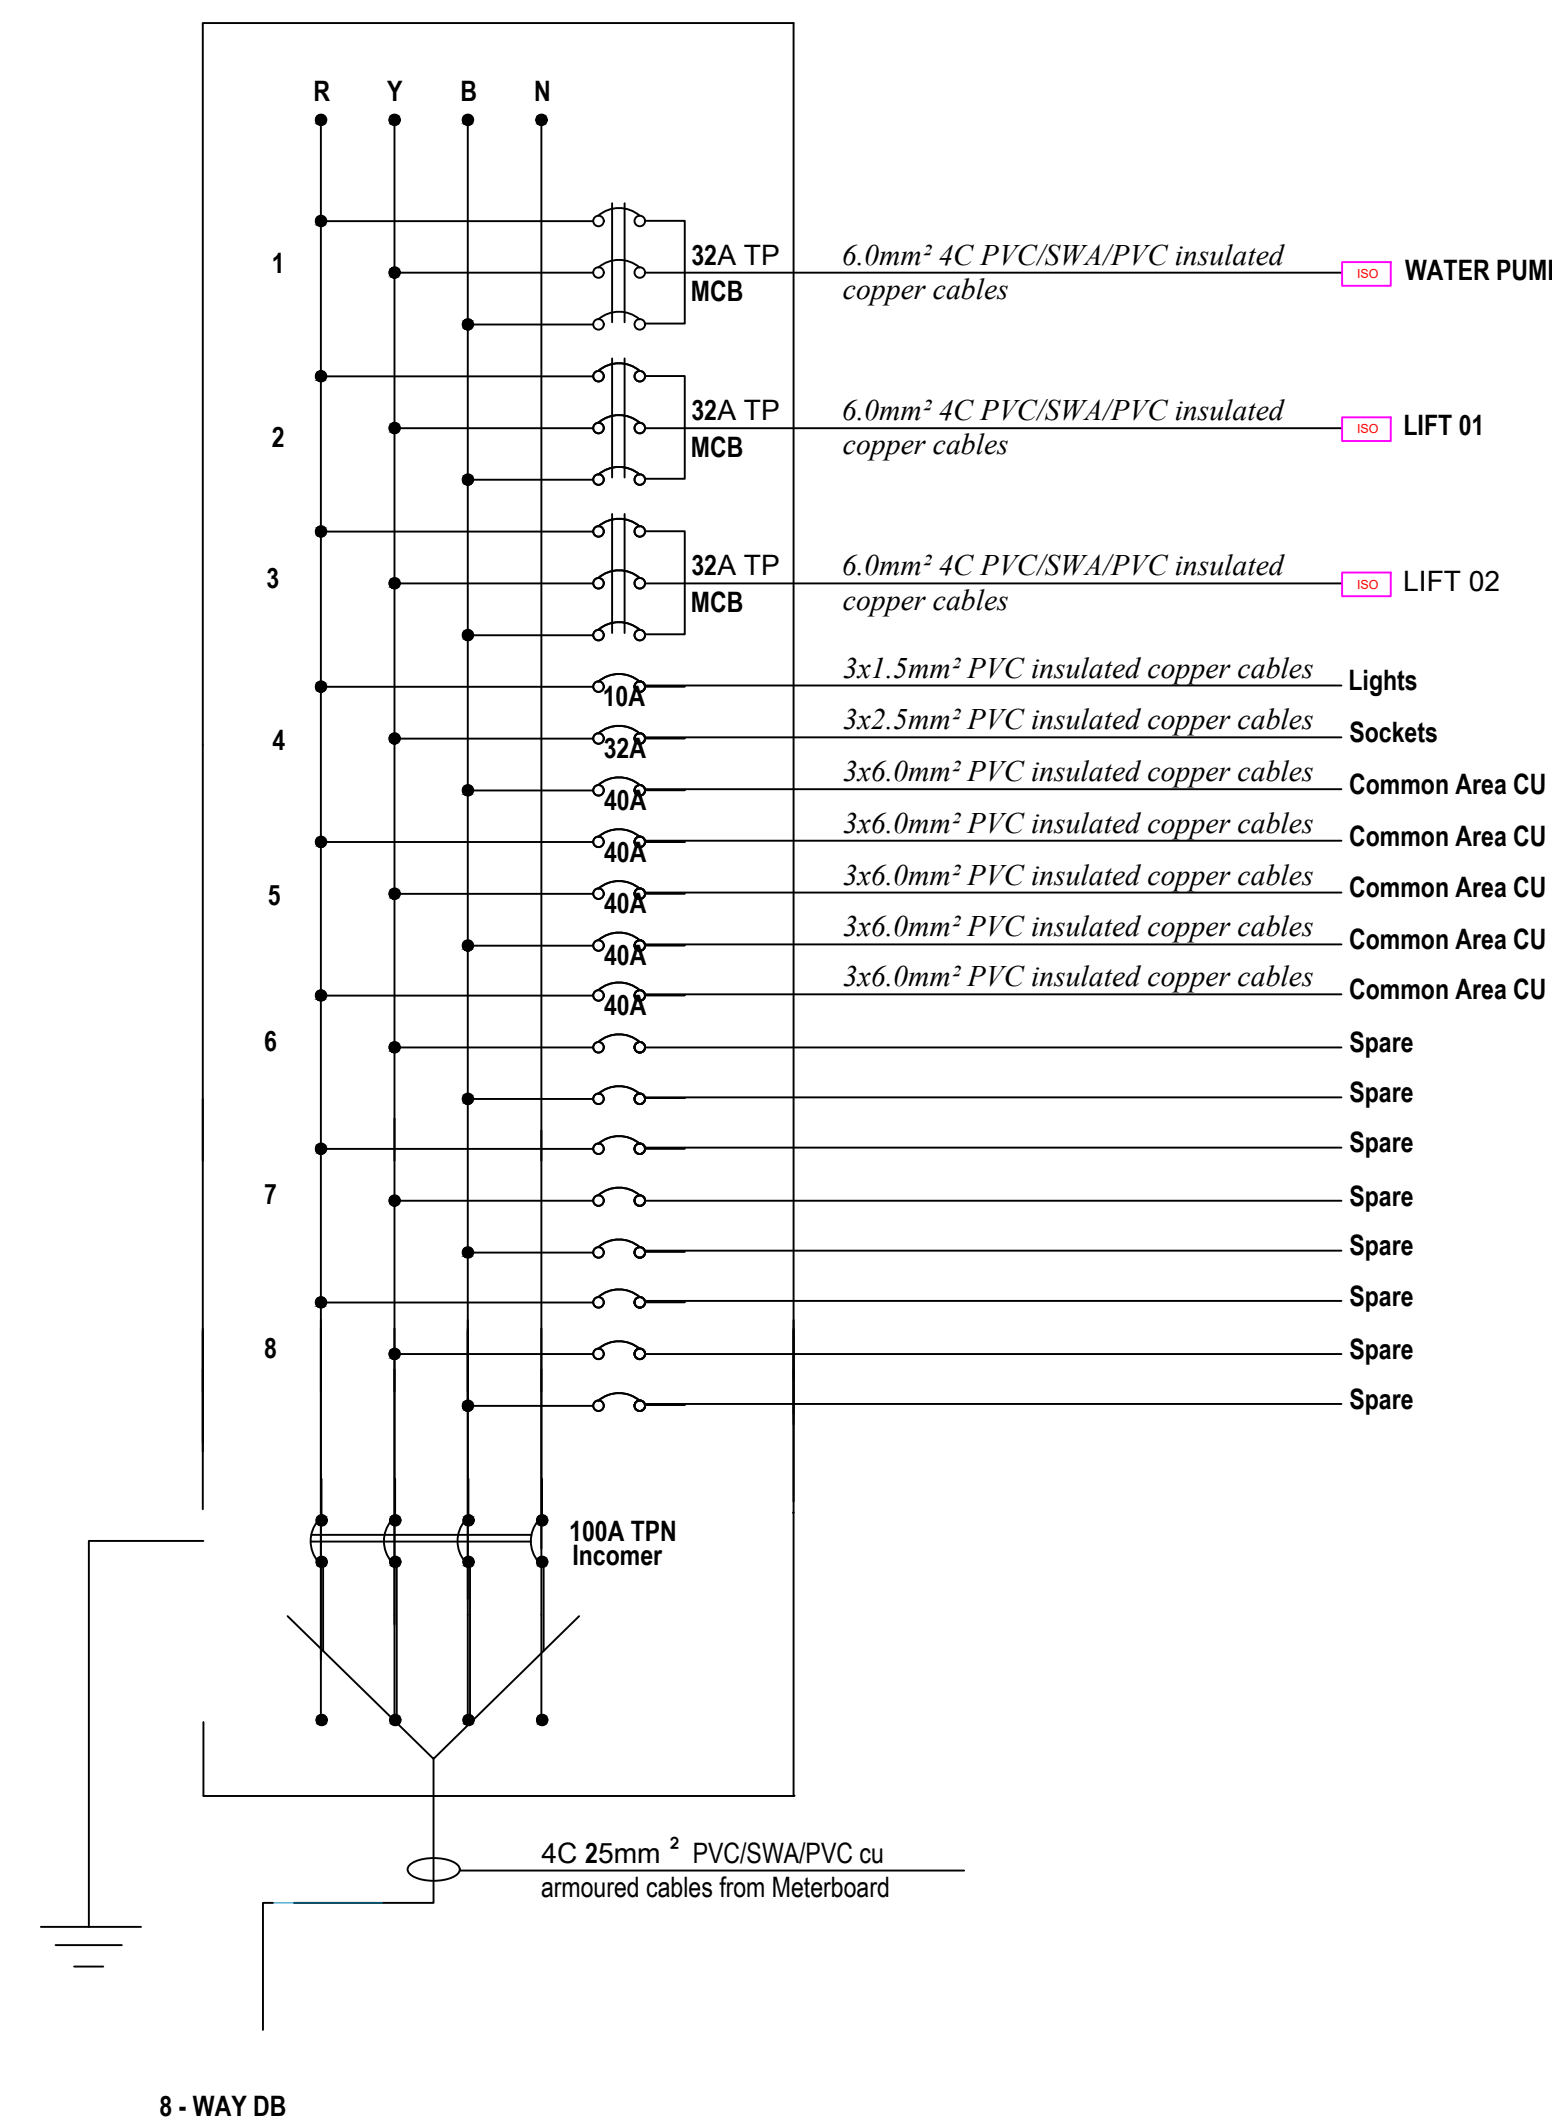 R Y B N
1
32A TP
MCB
6.0mm² 4C PVC/SWA/PVC insulated
copper cables
ISO
WATER PUM
2
32A TP
MCB
6.0mm² 4C PVC/SWA/PVC insulated
copper cables
ISO
LIFT 01
3
32A TP
MCB
6.0mm² 4C PVC/SWA/PVC insulated
copper cables
ISO
LIFT 02
10A
3x1.5mm² PVC insulated copper cables
Lights
4
32A
3x2.5mm² PVC insulated copper cables
Sockets
40A
3x6.0mm² PVC insulated copper cables
Common Area CU
40A
3x6.0mm² PVC insulated copper cables
Common Area CU
5
40A
3x6.0mm² PVC insulated copper cables
Common Area CU
40A
3x6.0mm² PVC insulated copper cables
Common Area CU
40A
3x6.0mm² PVC insulated copper cables
Common Area CU
6
Spare
Spare
Spare
7
Spare
Spare
Spare
8
Spare
Spare
100A TPN
Incomer
4C 25mm ² PVC/SWA/PVC cu
armoured cables from Meterboard
8 - WAY DB